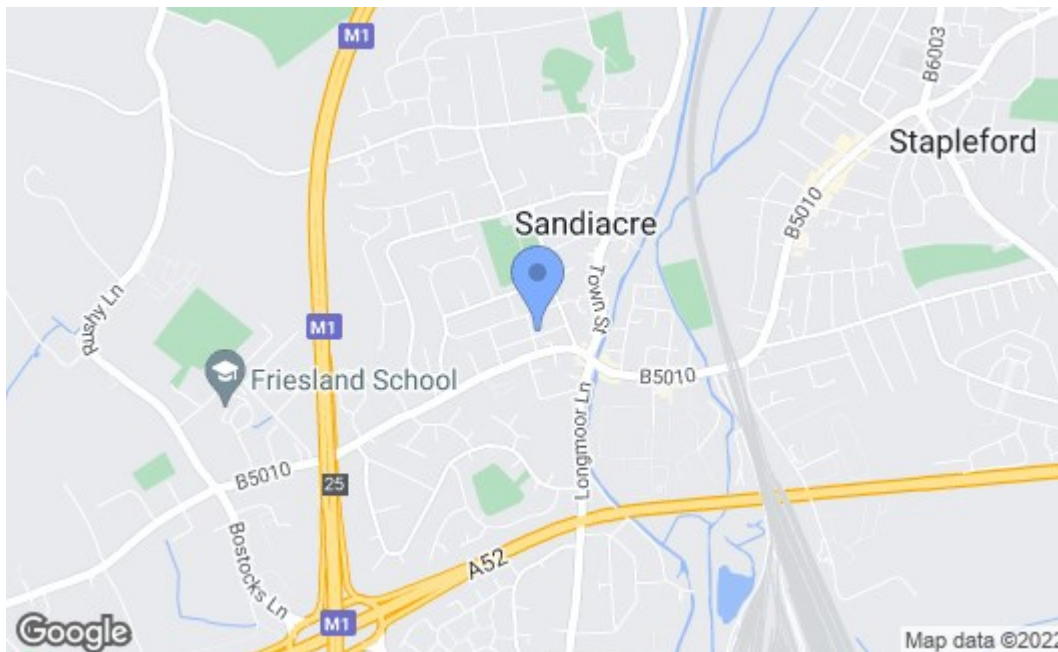 M1
B6003
Stapleford
Sandiacre
B5010
Town St
Rushy Ln
M1
Friesland School
B5010
Longmoor Ln
B5010
25
Bostocks Ln
A52
M1
Google
Map data ©2022